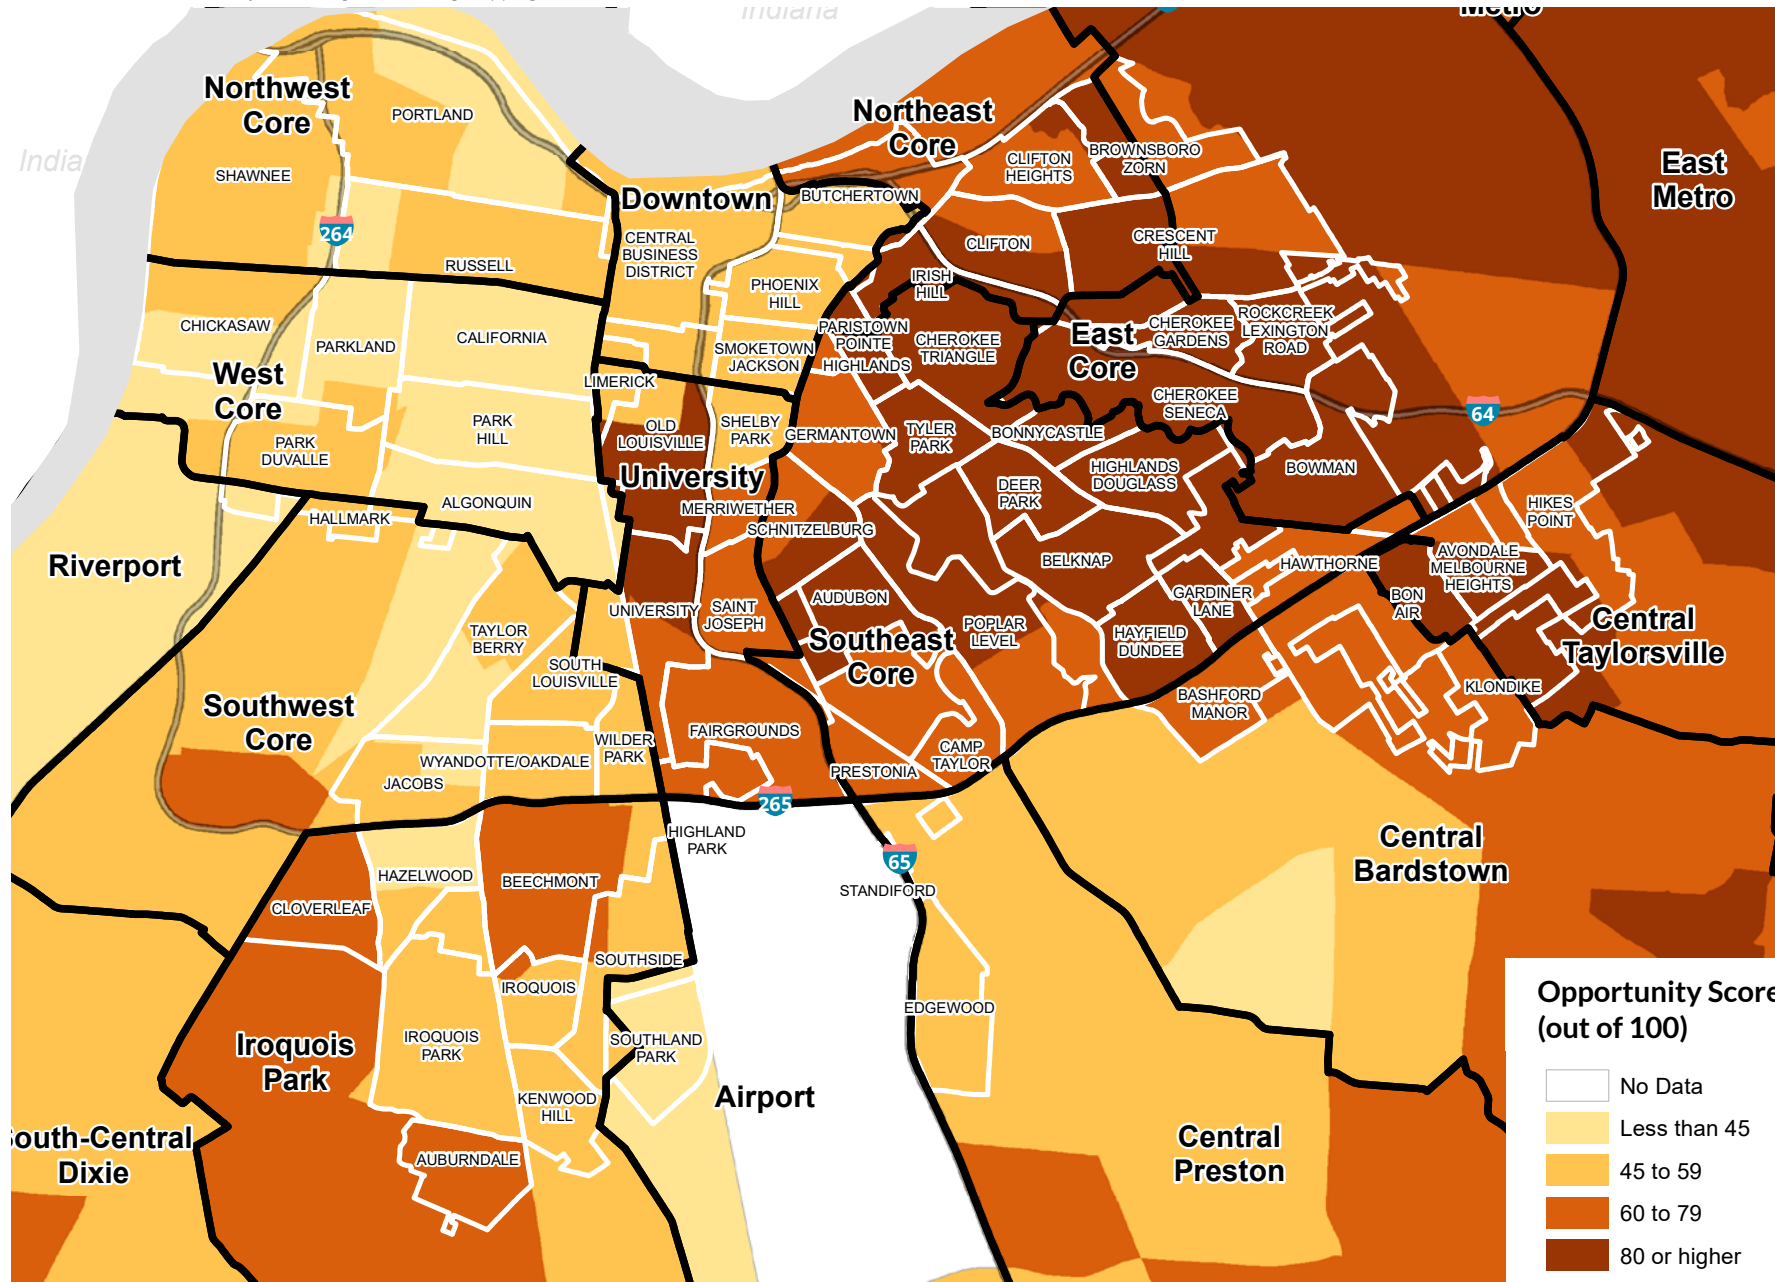 Indiana
Metro
Northwest
Core
PORTLAND
Northeast
Core
CLIFTON
HEIGHTS
BROWNSBORO
ZORN
East
Metro
SHAWNEE
Downtown
BUTCHERTOWN
264
CENTRAL
BUSINESS
DISTRICT
CLIFTON
CRESCENT
HILL
RUSSELL
PHOENIX
HILL
IRISH
HILL
CHICKASAW
PARKLAND
CALIFORNIA
PARISTOWN
POINTE
HIGHLANDS
CHEROKEE
TRIANGLE
East
Core
CHEROKEE
GARDENS
ROCKCREEK
LEXINGTON
ROAD
SMOKETOWN
JACKSON
West
Core
LIMERICK
CHEROKEE
SENECA
64
PARK
HILL
OLD
LOUISVILLE
SHELBY
PARK
GERMANTOWN
TYLER
PARK
BONNYCASTLE
PARK
DUVALLE
University
DEER
PARK
HIGHLANDS
DOUGLASS
BOWMAN
ALGONQUIN
HALLMARK
MERRIWETHER
SCHNITZELBURG
HIKES
POINT
Riverport
BELKNAP
HAWTHORNE
AVONDALE
MELBOURNE
HEIGHTS
UNIVERSITY
SAINT
JOSEPH
AUDUBON
GARDINER
LANE
BON
AIR
Central
Taylorsville
TAYLOR
BERRY
Southeast
Core
POPLAR
LEVEL
HAYFIELD
DUNDEE
SOUTH
LOUISVILLE
KLONDIKE
Southwest
Core
BASHFORD
MANOR
FAIRGROUNDS
WILDER
PARK
WYANDOTTE/OAKDALE
JACOBS
PRESTONIA
CAMP
TAYLOR
265
HIGHLAND
PARK
65
Central
Bardstown
HAZELWOOD
BEECHMONT
STANDIFORD
CLOVERLEAF
SOUTHSIDE
IROQUOIS
EDGEWOOD
Iroquois
Park
IROQUOIS
PARK
SOUTHLAND
PARK
Airport
KENWOOD
HILL
South-Central
Dixie
AUBURNDALE
Central
Preston
Opportunity Score
(out of 100)
No Data
Less than 45
45 to 59
60 to 79
80 or higher